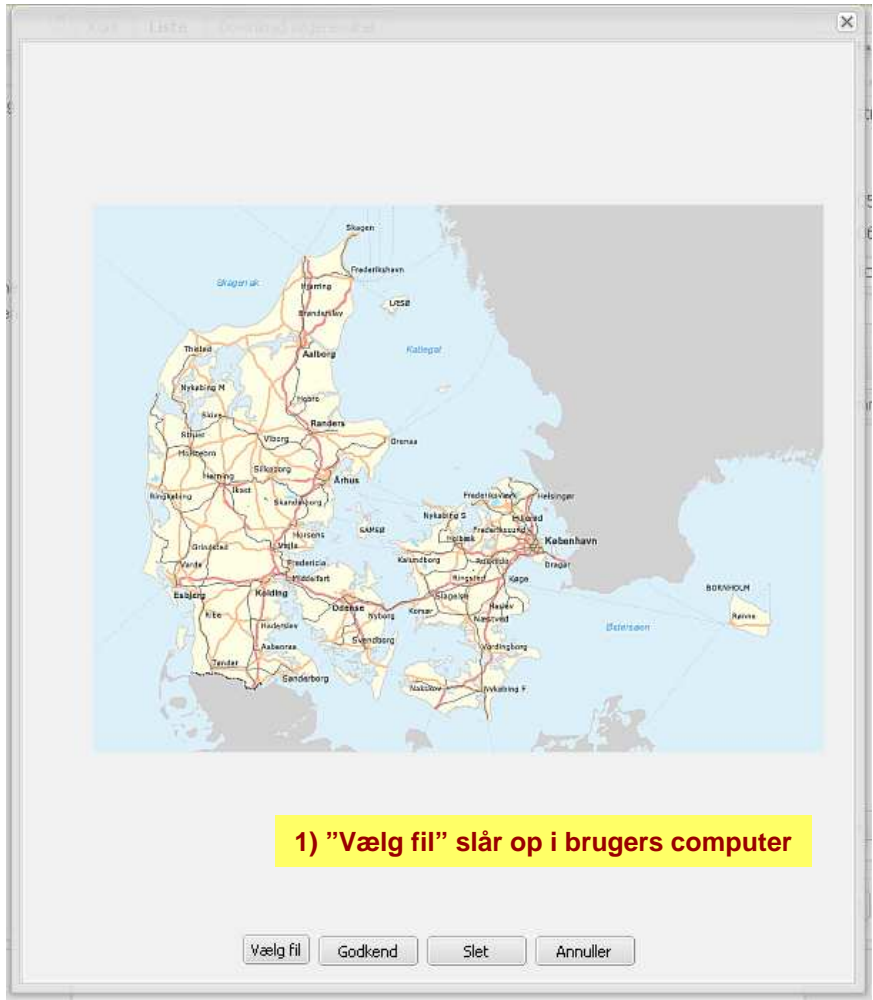 Liste
Skagen
Frederikshavn
Skagerrak
Hjørring
LÆSØ
Brønderslev
Thisted
Aalborg
Kattegat
Nykøbing M
Hobro
Skive
Randers
Struer
Viborg
Grenaa
Holstebro
Silkeborg
Herning
Århus
Ikast
Ringkøbing
Skanderborg
Frederiksværk
Helsingør
Nykøbing S
Hillerød
SAMSØ
Frederikssund
Horsens
Holbæk
København
Grindsted
Vejle
Kalundborg
Roskilde
Dragør
Varde
Fredericia
Middelfart
Ringsted
Køge
BORNHOLM
Esbjerg
Kolding
Slagelse
Odense
Nyborg
Korsør
Haslev
Rønne
Ribe
Næstved
Haderslev
Østersøen
Svendborg
Aabenraa
Vordingborg
Tønder
Sønderborg
Nakskov
Nykøbing F
1) ”Vælg fil” slår op i brugers computer
Vælg fil Godkend Slet Annuller